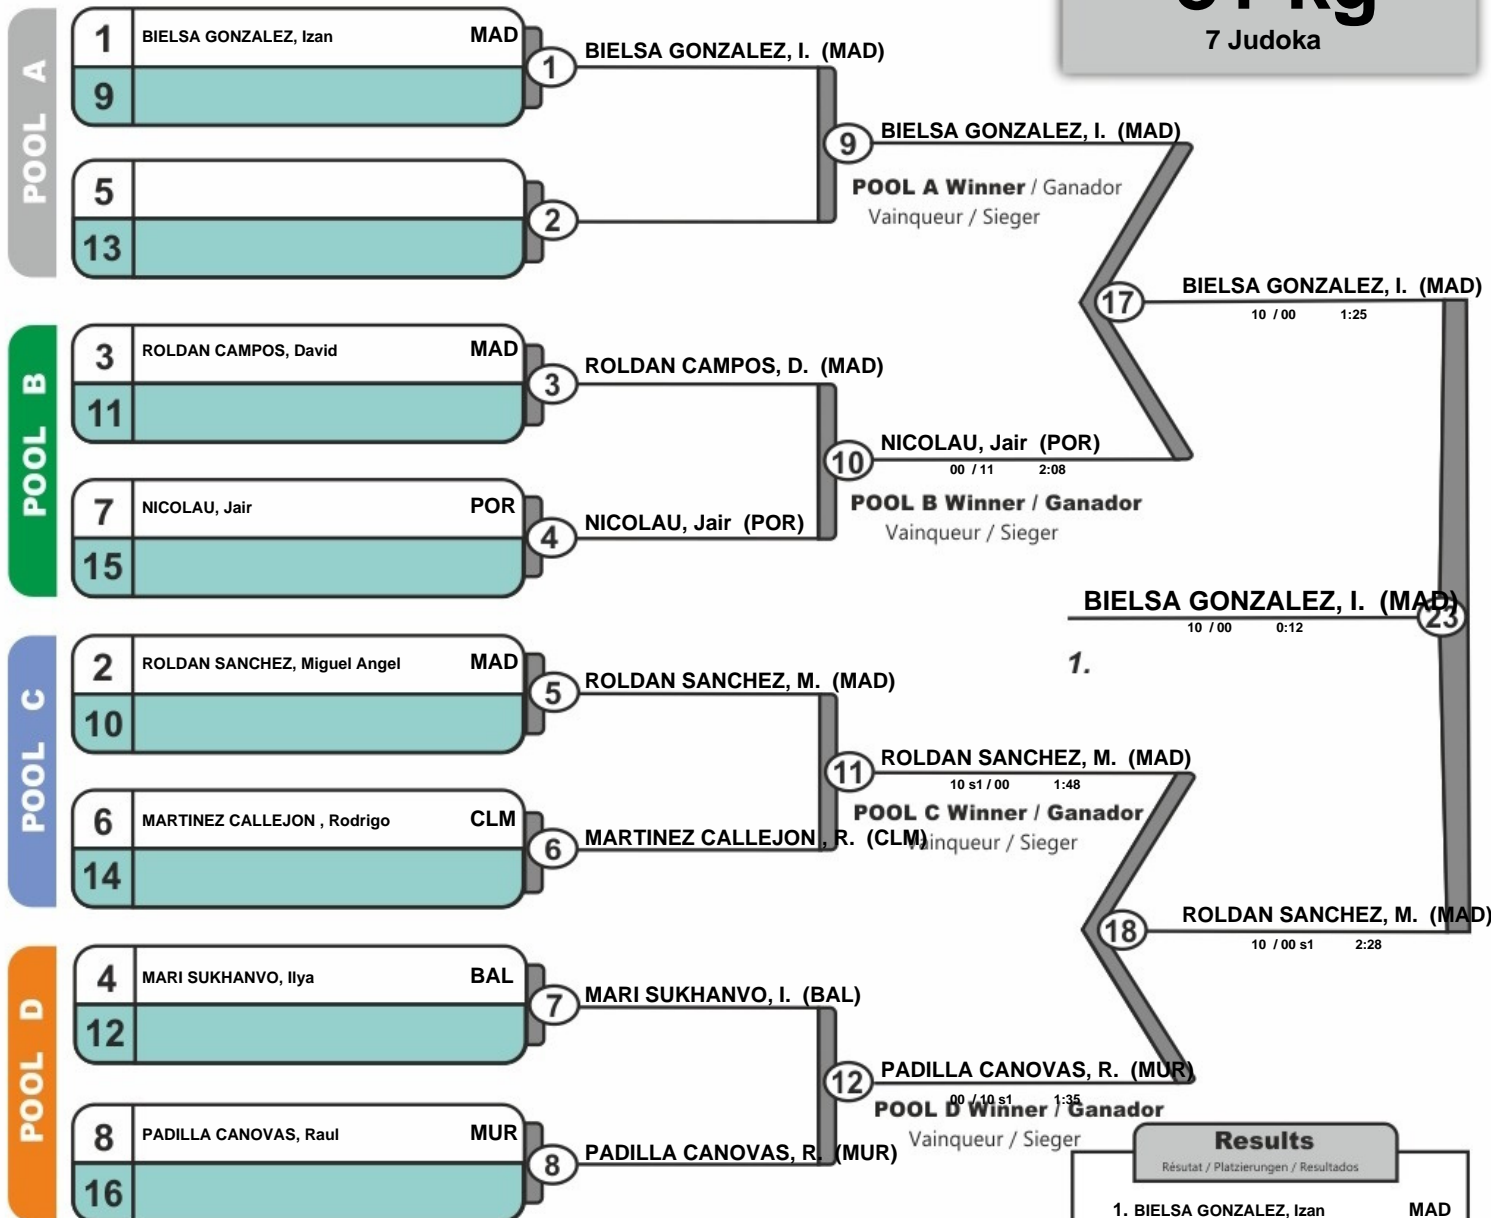 7 Judoka
POOL A
1 BIELSA GONZALEZ, Izan MAD
9
5
13
1 BIELSA GONZALEZ, I. (MAD)
2
9 BIELSA GONZALEZ, I. (MAD)
POOL A Winner / Ganador
Vainqueur / Sieger
17 BIELSA GONZALEZ, I. (MAD)
10 / 00 1:25
POOL B
3 ROLDAN CAMPOS, David MAD
11
7 NICOLAU, Jair POR
15
3 ROLDAN CAMPOS, D. (MAD)
4 NICOLAU, Jair (POR)
10 NICOLAU, Jair (POR)
00 / 11 2:08
POOL B Winner / Ganador
Vainqueur / Sieger
BIELSA GONZALEZ, I. (MAD) 23
10 / 00 0:12
1.
POOL C
2 ROLDAN SANCHEZ, Miguel Angel MAD
10
6 MARTINEZ CALLEJON , Rodrigo CLM
14
5 ROLDAN SANCHEZ, M. (MAD)
6 MARTINEZ CALLEJON , R. (CLM)
11 ROLDAN SANCHEZ, M. (MAD)
10 s1 / 00 1:48
POOL C Winner / Ganador
Vainqueur / Sieger
18 ROLDAN SANCHEZ, M. (MAD)
10 / 00 s1 2:28
POOL D
4 MARI SUKHANVO, Ilya BAL
12
8 PADILLA CANOVAS, Raul MUR
16
7 MARI SUKHANVO, I. (BAL)
8 PADILLA CANOVAS, R. (MUR)
12 PADILLA CANOVAS, R. (MUR)
00 / 10 s1 1:35
POOL D Winner / Ganador
Vainqueur / Sieger
Results
Résutat / Platzierungen / Resultados
1. BIELSA GONZALEZ, Izan MAD